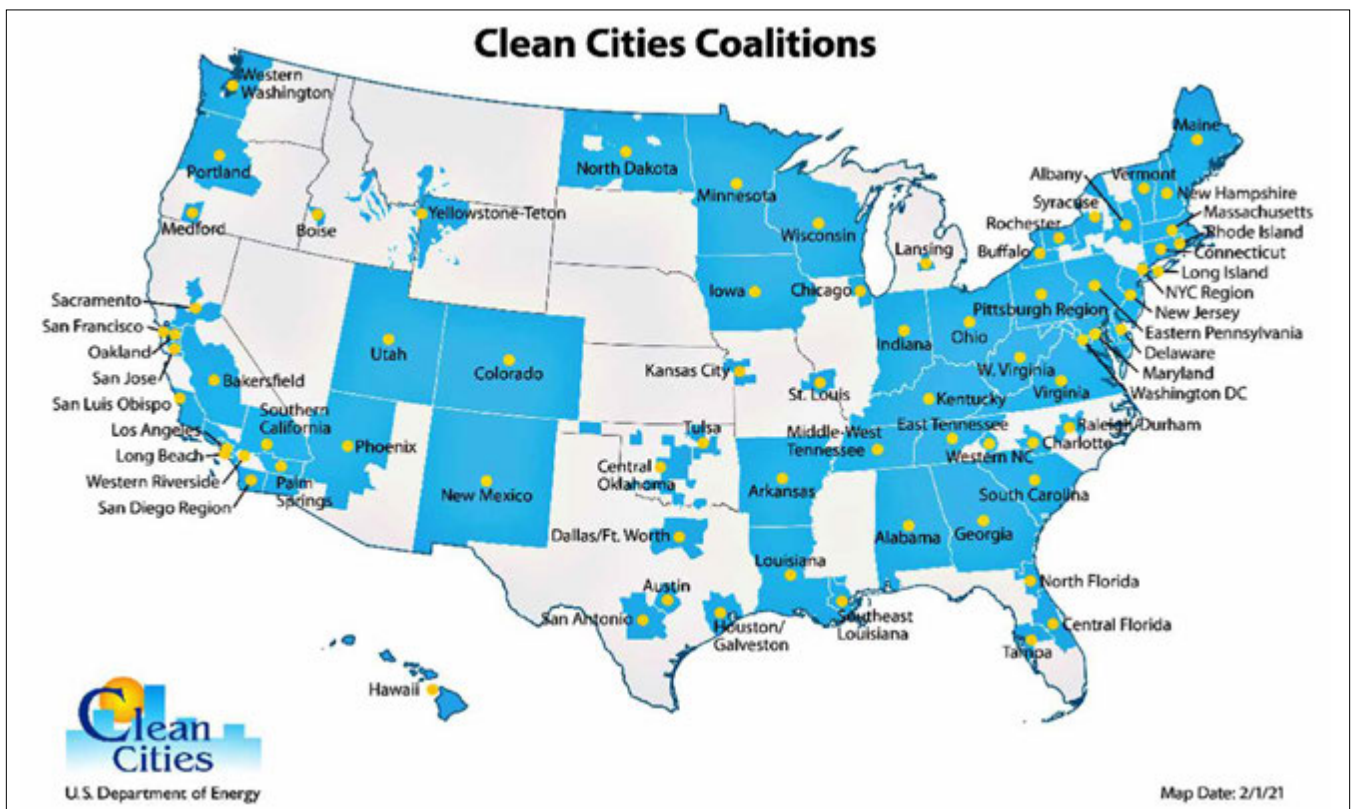 Clean Cities Coalitions
Western
Washington
Portland
Medford
Boise
Yellowstone-Teton
North Dakota
Minnesota
Wisconsin
Iowa
Chicago
Lansing
Maine
Albany
Vermont
New Hampshire
Syracuse
Massachusetts
Rochester
Rhode Island
Buffalo
Connecticut
Long Island
NYC Region
New Jersey
Pittsburgh Region
Eastern Pennsylvania
Delaware
Maryland
Washington DC
Indiana
Ohio
W. Virginia
Virginia
Kentucky
Sacramento
San Francisco
Oakland
San Jose
Bakersfield
San Luis Obispo
Southern
California
Los Angeles
Long Beach
Western Riverside
San Diego Region
Palm
Springs
Phoenix
Utah
Colorado
New Mexico
Kansas City
St. Louis
Tulsa
Central
Oklahoma
Middle-West
Tennessee
East Tennessee
Western NC
Charlotte
Raleigh/Durham
Arkansas
South Carolina
Georgia
Alabama
Dallas/Ft. Worth
Louisiana
Austin
San Antonio
Houston/
Galveston
Southeast
Louisiana
North Florida
Central Florida
Tampa
Hawaii
Clean
Cities
U.S. Department of Energy
Map Date: 2/1/21